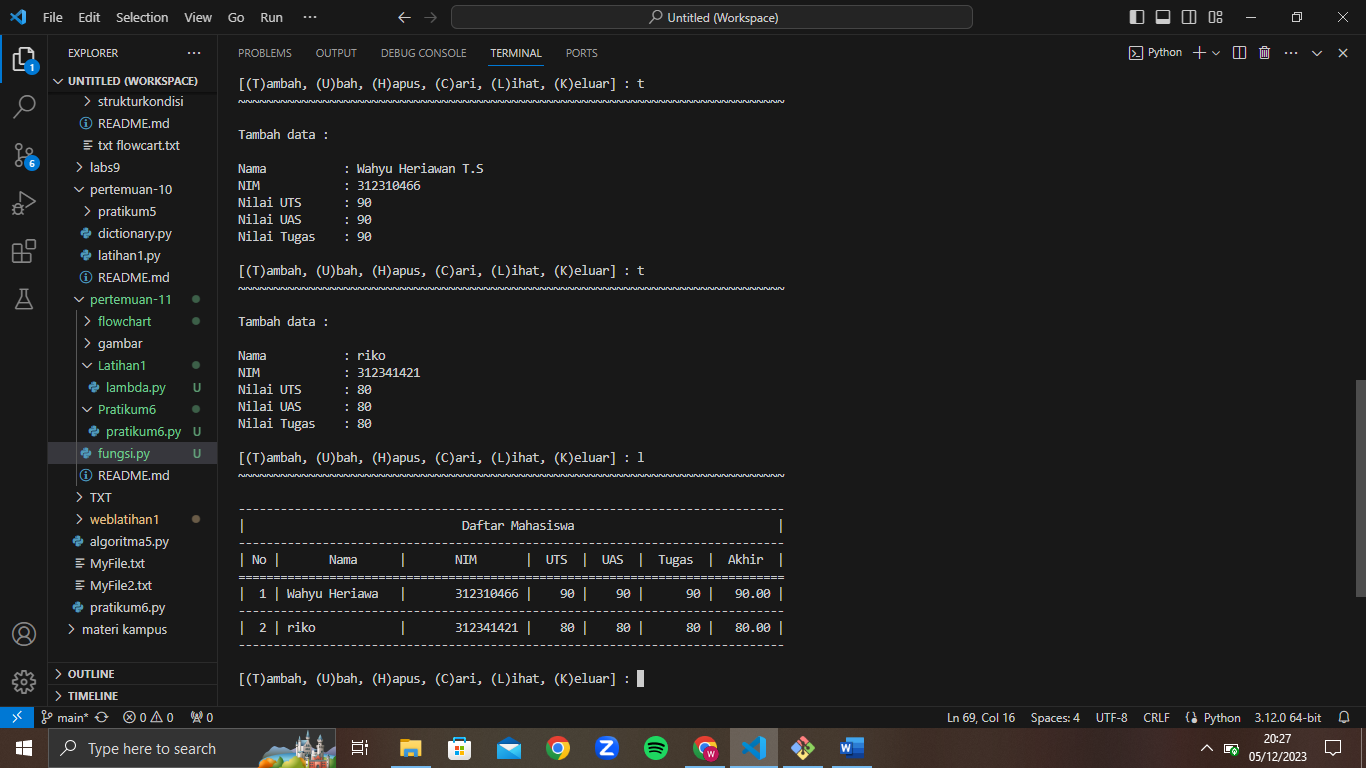 File Edit Selection View Go Run ··· Untitled (Workspace)
EXPLORER ···
UNTITLED (WORKSPACE)
strukturkondisi
README.md
txt flowcart.txt
labs9
pertemuan-10
pratikum5
dictionary.py
latihan1.py
README.md
pertemuan-11
flowchart
gambar
Latihan1
lambda.py U
Pratikum6
pratikum6.py U
fungsi.py U
README.md
TXT
weblatihan1
algoritma5.py
MyFile.txt
MyFile2.txt
pratikum6.py
materi kampus
OUTLINE
TIMELINE
1
6
PROBLEMS OUTPUT DEBUG CONSOLE TERMINAL PORTS Python
[(T)ambah, (U)bah, (H)apus, (C)ari, (L)ihat, (K)eluar] : t
~~~~~~~~~~~~~~~~~~~~~~~~~~~~~~~~~~~~~~~~~~~~~~~~~~~~~~~~~~~~~~~~~~~~~~~~~~~~~~
Tambah data :
Nama : Wahyu Heriawan T.S
NIM : 312310466
Nilai UTS : 90
Nilai UAS : 90
Nilai Tugas : 90
[(T)ambah, (U)bah, (H)apus, (C)ari, (L)ihat, (K)eluar] : t
~~~~~~~~~~~~~~~~~~~~~~~~~~~~~~~~~~~~~~~~~~~~~~~~~~~~~~~~~~~~~~~~~~~~~~~~~~~~~~
Tambah data :
Nama : riko
NIM : 312341421
Nilai UTS : 80
Nilai UAS : 80
Nilai Tugas : 80
[(T)ambah, (U)bah, (H)apus, (C)ari, (L)ihat, (K)eluar] : l
~~~~~~~~~~~~~~~~~~~~~~~~~~~~~~~~~~~~~~~~~~~~~~~~~~~~~~~~~~~~~~~~~~~~~~~~~~~~~~
------------------------------------------------------------------------------
| Daftar Mahasiswa |
------------------------------------------------------------------------------
| No | Nama | NIM | UTS | UAS | Tugas | Akhir |
==============================================================================
| 1 | Wahyu Heriawa | 312310466 | 90 | 90 | 90 | 90.00 |
------------------------------------------------------------------------------
| 2 | riko | 312341421 | 80 | 80 | 80 | 80.00 |
------------------------------------------------------------------------------
[(T)ambah, (U)bah, (H)apus, (C)ari, (L)ihat, (K)eluar] :
main* 0 0 0 Ln 69, Col 16 Spaces: 4 UTF-8 CRLF Python 3.12.0 64-bit
Type here to search
20:27
05/12/2023